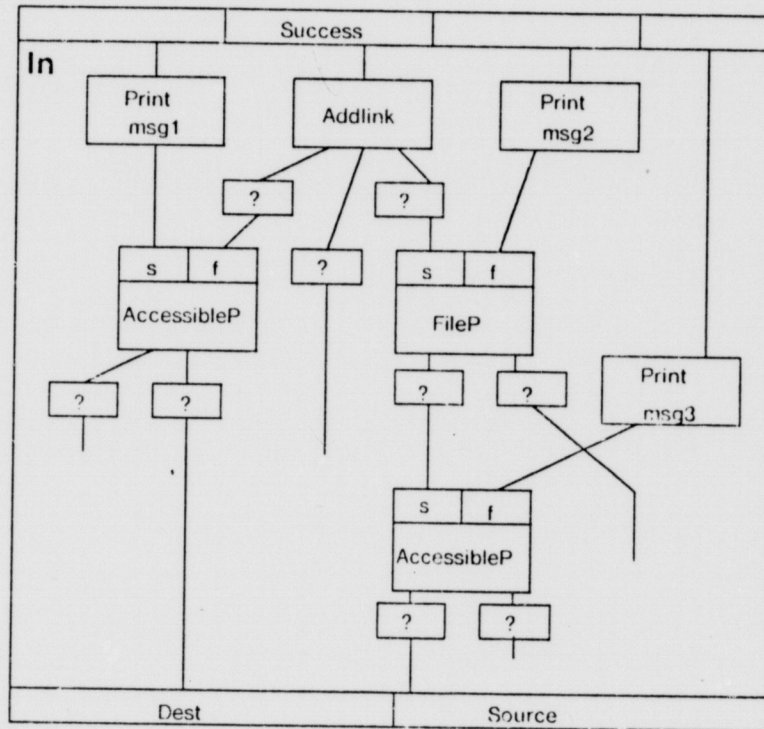 Success
In
Print
msg1
Addlink
Print
msg2
?
?
s f
?
s f
AccessibleP
FileP
?
?
?
?
Print
msg3
s f
AccessibleP
?
?
Dest Source